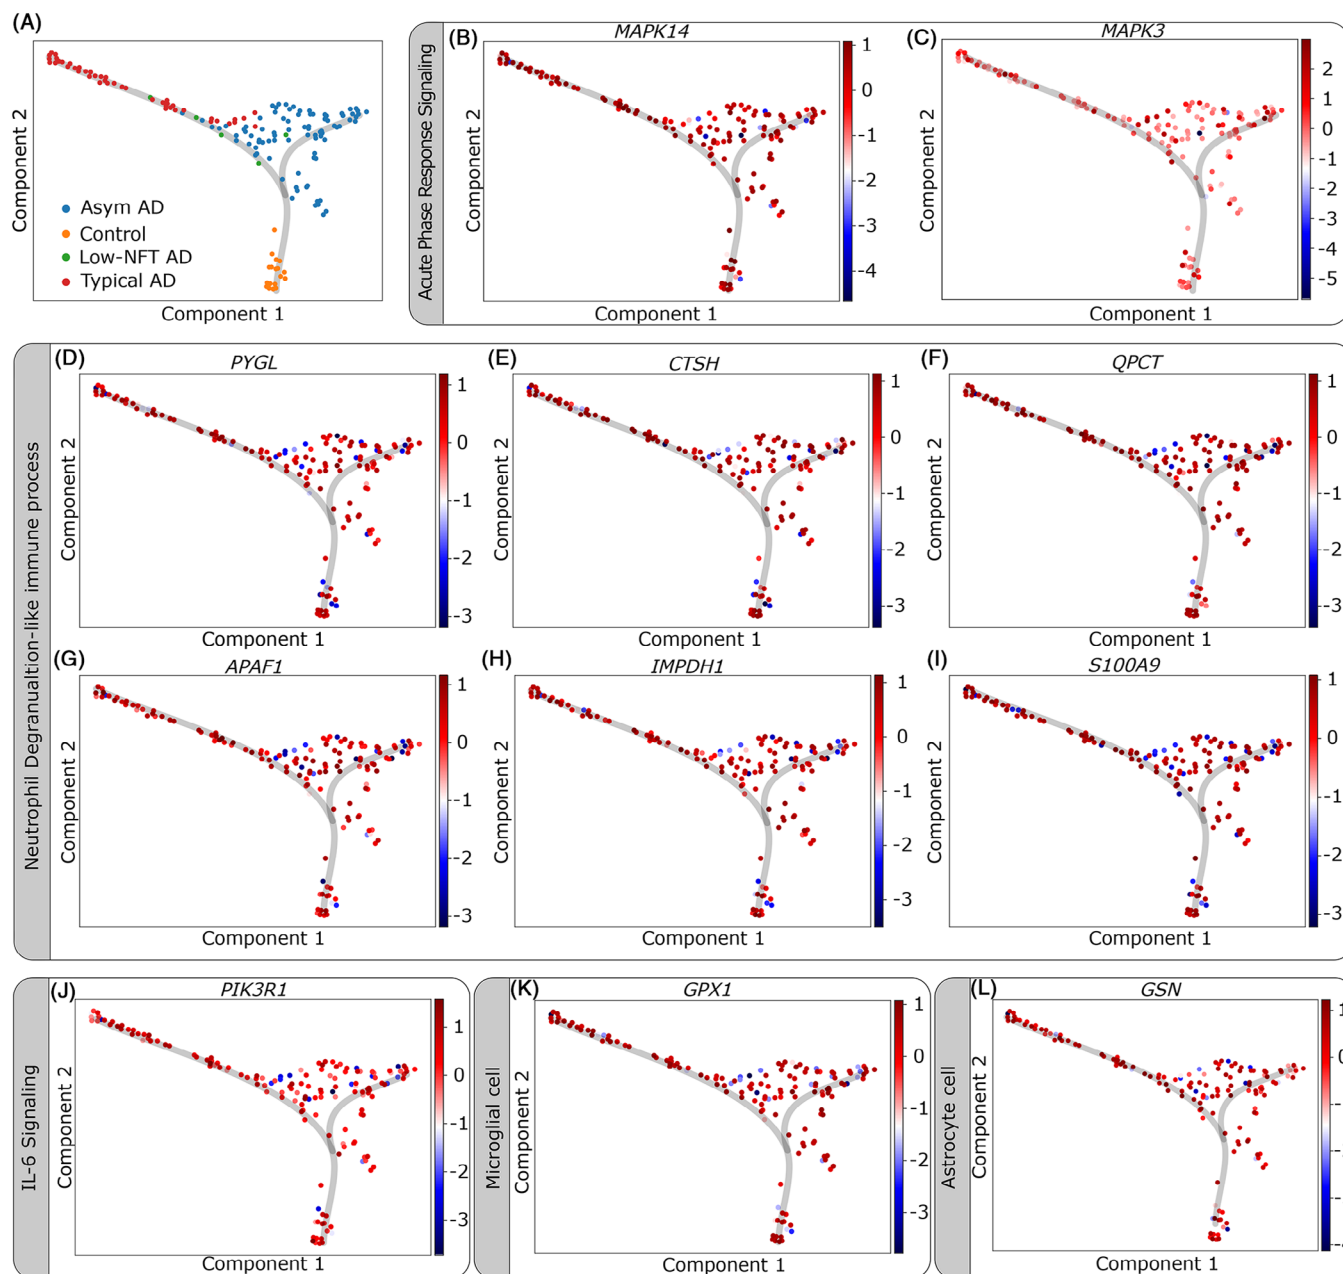 (A)
Component 2
Asym AD
Control
Low-NFT AD
Typical AD
Component 1
Acute Phase Response Signaling
(B)
MAPK14
Component 2
Component 1
1
0
-1
-2
-3
-4
(C)
MAPK3
Component 2
Component 1
2
1
0
-1
-2
-3
-4
-5
Neutrophil Degranualtion-like immune process
(D)
PYGL
Component 2
Component 1
1
0
-1
-2
-3
(E)
CTSH
Component 2
Component 1
1
0
-1
-2
-3
(F)
QPCT
Component 2
Component 1
1
0
-1
-2
-3
(G)
APAF1
Component 2
Component 1
1
0
-1
-2
-3
(H)
IMPDH1
Component 2
Component 1
1
0
-1
-2
-3
(I)
S100A9
Component 2
Component 1
1
0
-1
-2
-3
IL-6 Signaling
(J)
PIK3R1
Component 2
Component 1
1
0
-1
-2
-3
Microglial cell
(K)
GPX1
Component 2
Component 1
1
0
-1
-2
-3
Astrocyte cell
(L)
GSN
Component 2
Component 1